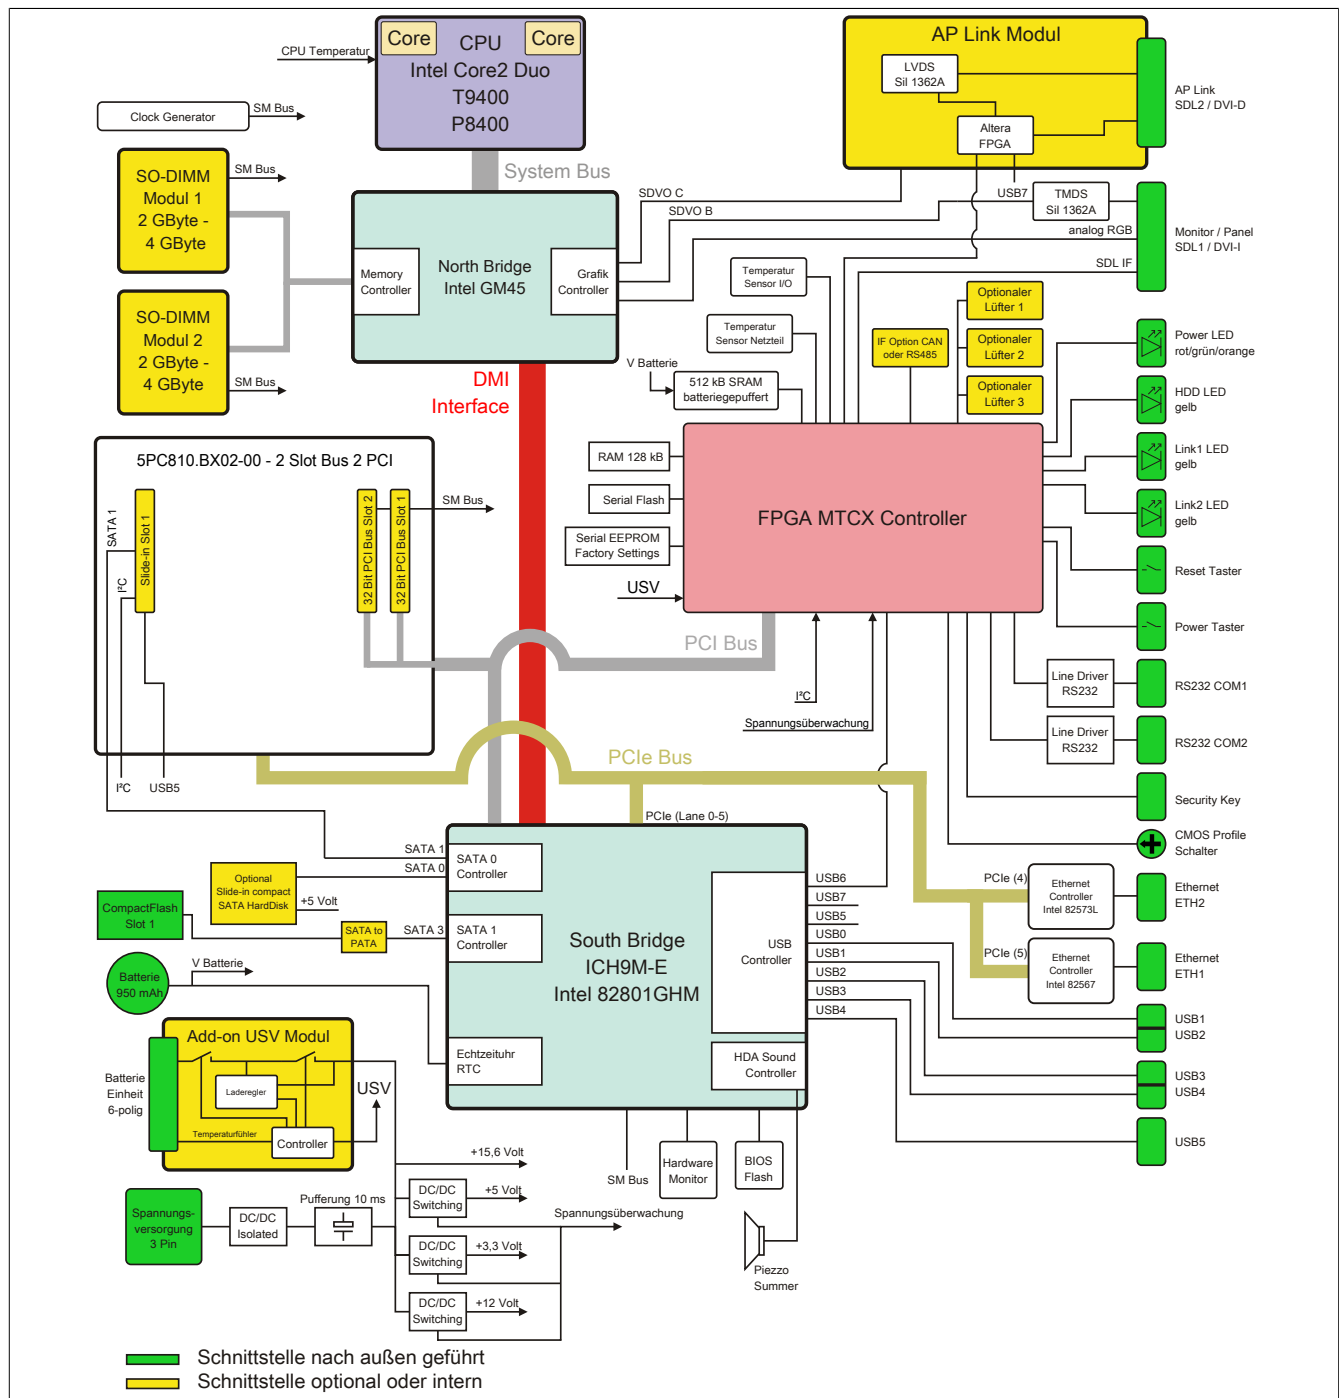 Core
CPU
Core
Intel Core2 Duo
T9400
P8400
CPU Temperatur
Clock Generator
SM Bus
SO-DIMM
Modul 1
2 GByte -
4 GByte
SM Bus
SO-DIMM
Modul 2
2 GByte -
4 GByte
SM Bus
System Bus
Memory
Controller
North Bridge
Intel GM45
Grafik
Controller
SDVO C
SDVO B
analog RGB
SDL IF
AP Link Modul
LVDS
Sil 1362A
Altera
FPGA
AP Link
SDL2 / DVI-D
USB7
TMDS
Sil 1362A
Monitor / Panel
SDL1 / DVI-I
Temperatur
Sensor I/O
Temperatur
Sensor Netzteil
V Batterie
512 kB SRAM
batteriegepuffert
IF Option CAN
oder RS485
Optionaler
Lüfter 1
Optionaler
Lüfter 2
Optionaler
Lüfter 3
Power LED
rot/grün/orange
HDD LED
gelb
Link1 LED
gelb
Link2 LED
gelb
Reset Taster
Power Taster
DMI
Interface
5PC810.BX02-00 - 2 Slot Bus 2 PCI
SATA 1
I²C
Slide-in Slot 1
32 Bit PCI Bus Slot 2
32 Bit PCI Bus Slot 1
SM Bus
I²C
USB5
RAM 128 kB
Serial Flash
Serial EEPROM
Factory Settings
USV
FPGA MTCX Controller
PCI Bus
I²C
Spannungsüberwachung
Line Driver
RS232
RS232 COM1
Line Driver
RS232
RS232 COM2
Security Key
CMOS Profile
Schalter
PCIe Bus
PCIe (Lane 0-5)
PCIe (4)
Ethernet
Controller
Intel 82573L
Ethernet
ETH2
PCIe (5)
Ethernet
Controller
Intel 82567
Ethernet
ETH1
SATA 1
SATA 0
SATA 0
Controller
Optional
Slide-in compact
SATA HardDisk
+5 Volt
CompactFlash
Slot 1
SATA to
PATA
SATA 3
SATA 1
Controller
Batterie
950 mAh
V Batterie
Echtzeituhr
RTC
South Bridge
ICH9M-E
Intel 82801GHM
USB
Controller
HDA Sound
Controller
USB6
USB7
USB5
USB0
USB1
USB2
USB3
USB4
USB1
USB2
USB3
USB4
USB5
Add-on USV Modul
Laderegler
Temperaturfühler
Controller
Batterie
Einheit
6-polig
USV
SM Bus
Hardware
Monitor
BIOS
Flash
Piezzo
Summer
Spannungs-
versorgung
3 Pin
DC/DC
Isolated
Pufferung 10 ms
+15,6 Volt
DC/DC
Switching
+5 Volt
Spannungsüberwachung
DC/DC
Switching
+3,3 Volt
DC/DC
Switching
+12 Volt
Schnittstelle nach außen geführt
Schnittstelle optional oder intern